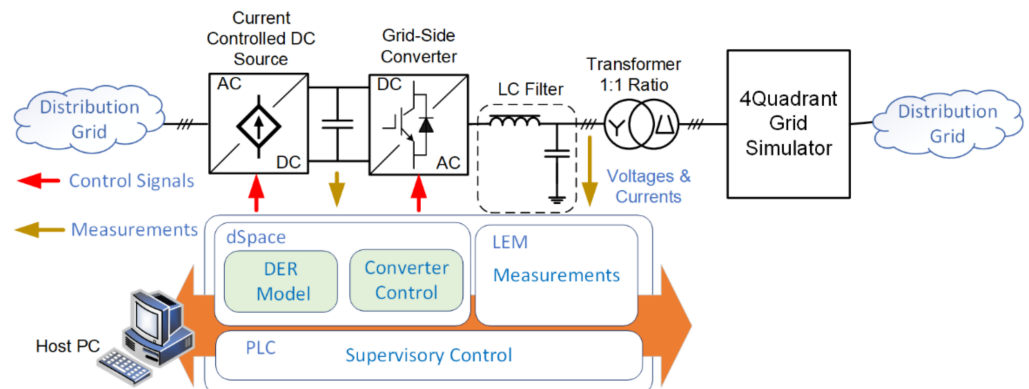 Current
Controlled DC
Source
Grid-Side
Converter
Transformer
1:1 Ratio
LC Filter
Distribution
Grid
AC
DC
DC
AC
4Quadrant
Grid
Simulator
Distribution
Grid
Control Signals
Measurements
Voltages &
Currents
dSpace
DER
Model
Converter
Control
LEM
Measurements
Host PC
PLC
Supervisory Control